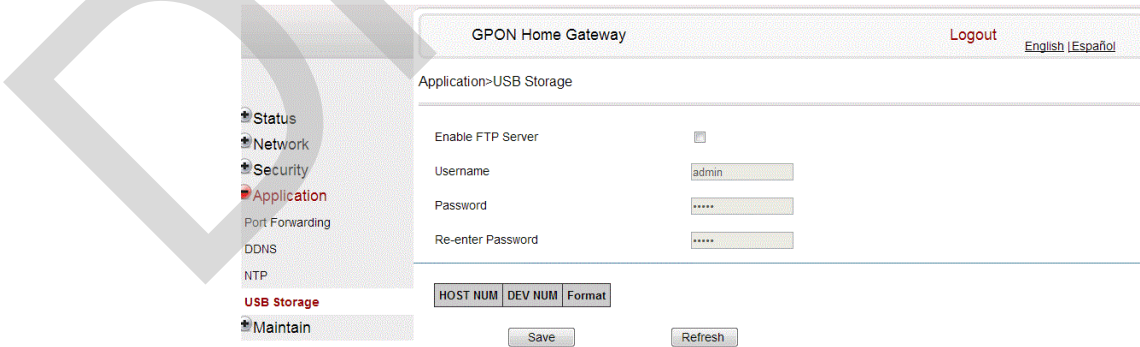 GPON Home Gateway
Logout
English | Español
Application>USB Storage
Status
Network
Security
Application
Port Forwarding
DDNS
NTP
USB Storage
Maintain
Enable FTP Server
Username admin
Password •••••
Re-enter Password •••••
HOST NUM DEV NUM Format
Save Refresh